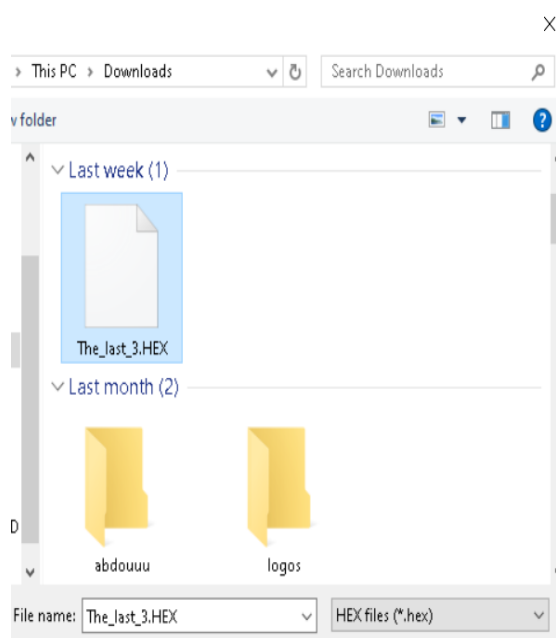 X
› This PC › Downloads
Search Downloads
v folder
?
Last week (1)
The_last_3.HEX
Last month (2)
abdouuu
logos
D
File name: The_last_3.HEX
HEX files (*.hex)